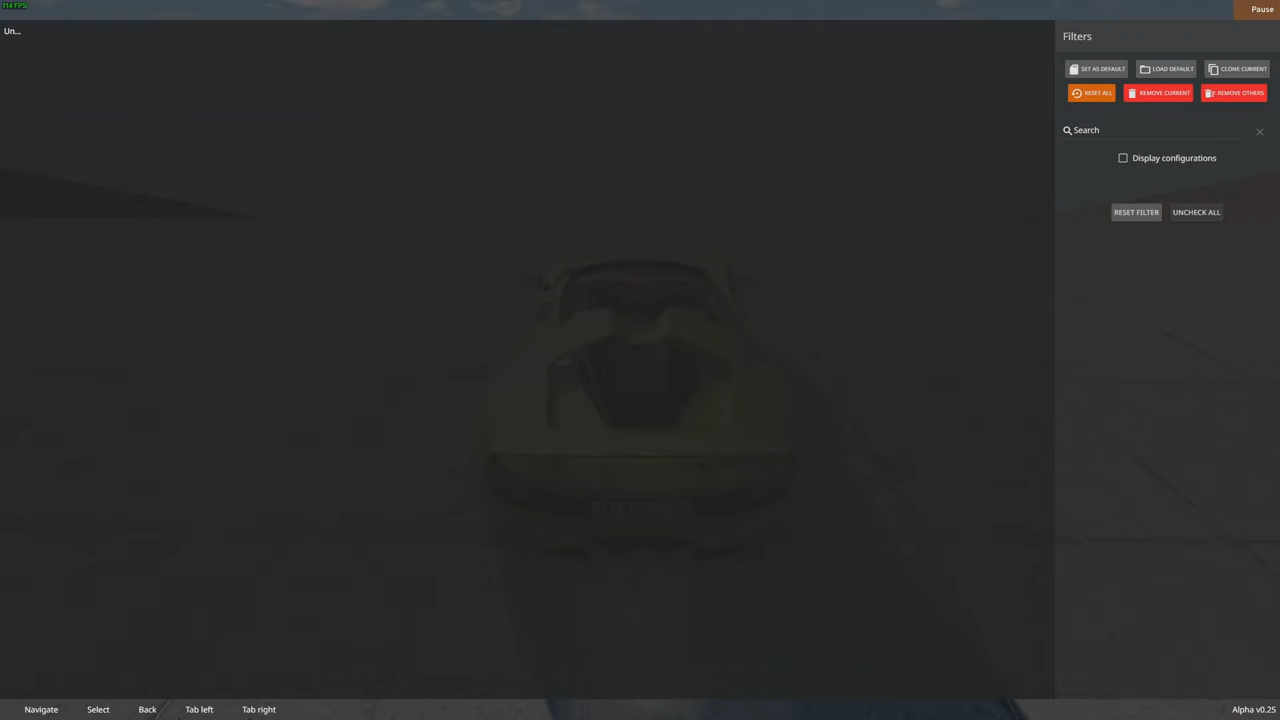 114 FPS
Pause
Un...
Filters
SET AS DEFAULT LOAD DEFAULT CLONE CURRENT
RESET ALL REMOVE CURRENT REMOVE OTHERS
Search
Display configurations
RESET FILTER UNCHECK ALL
Navigate Select Back Tab left Tab right Alpha v0.25